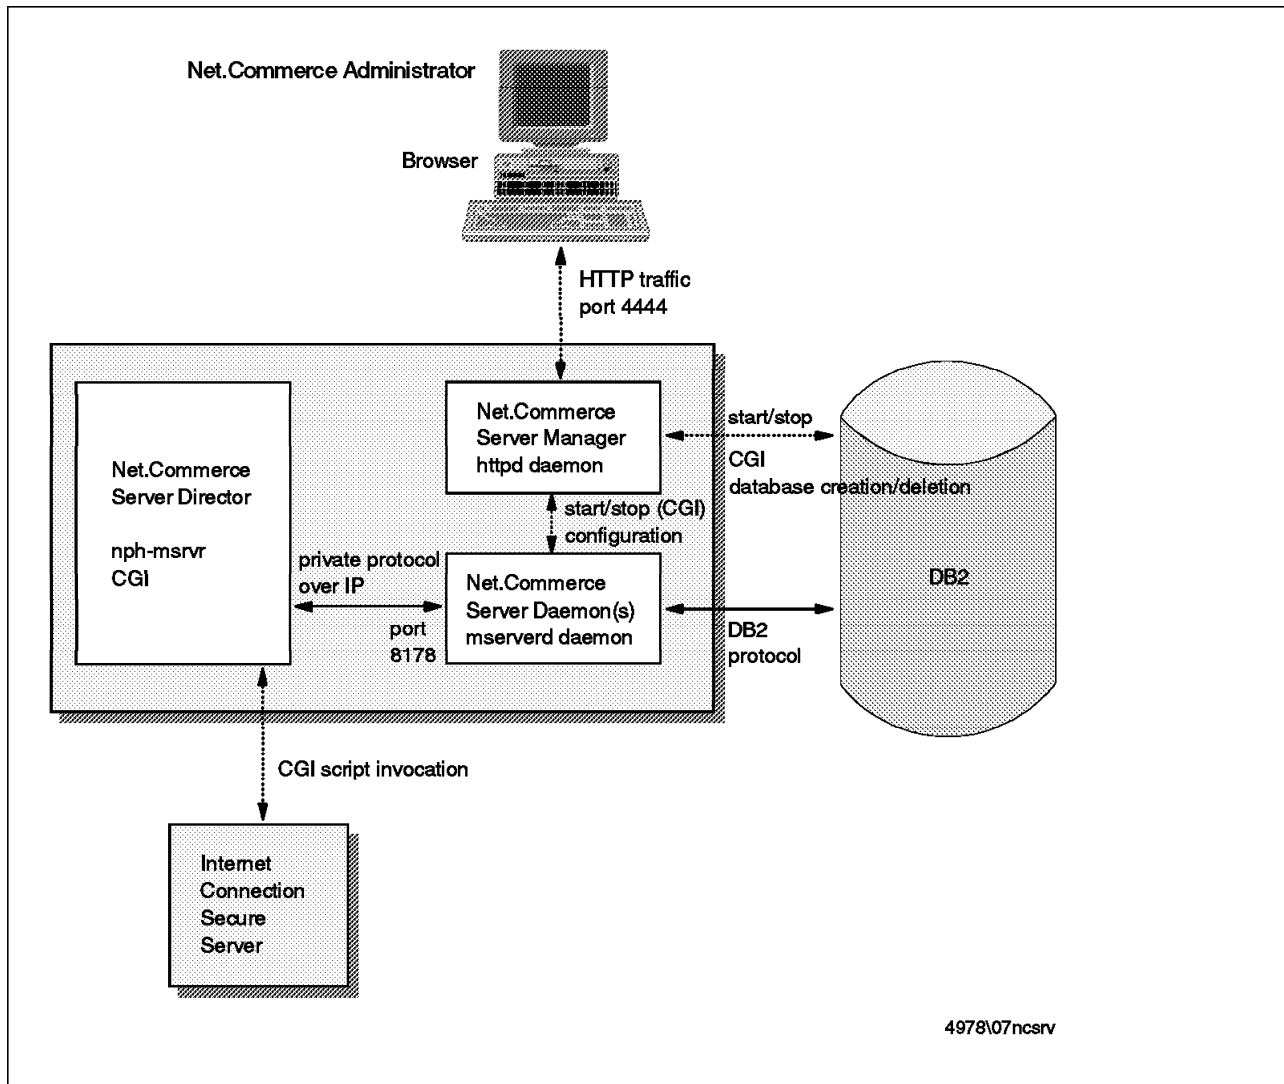 Net.Commerce Administrator
Browser
HTTP traffic
port 4444
Net.Commerce
Server Director
nph-msrvr
CGI
Net.Commerce
Server Manager
httpd daemon
start/stop
CGI
database creation/deletion
start/stop (CGI)
configuration
private protocol
over IP
port
8178
Net.Commerce
Server Daemon(s)
mserverd daemon
DB2
protocol
DB2
CGI script invocation
Internet
Connection
Secure
Server
4978\07ncsrv